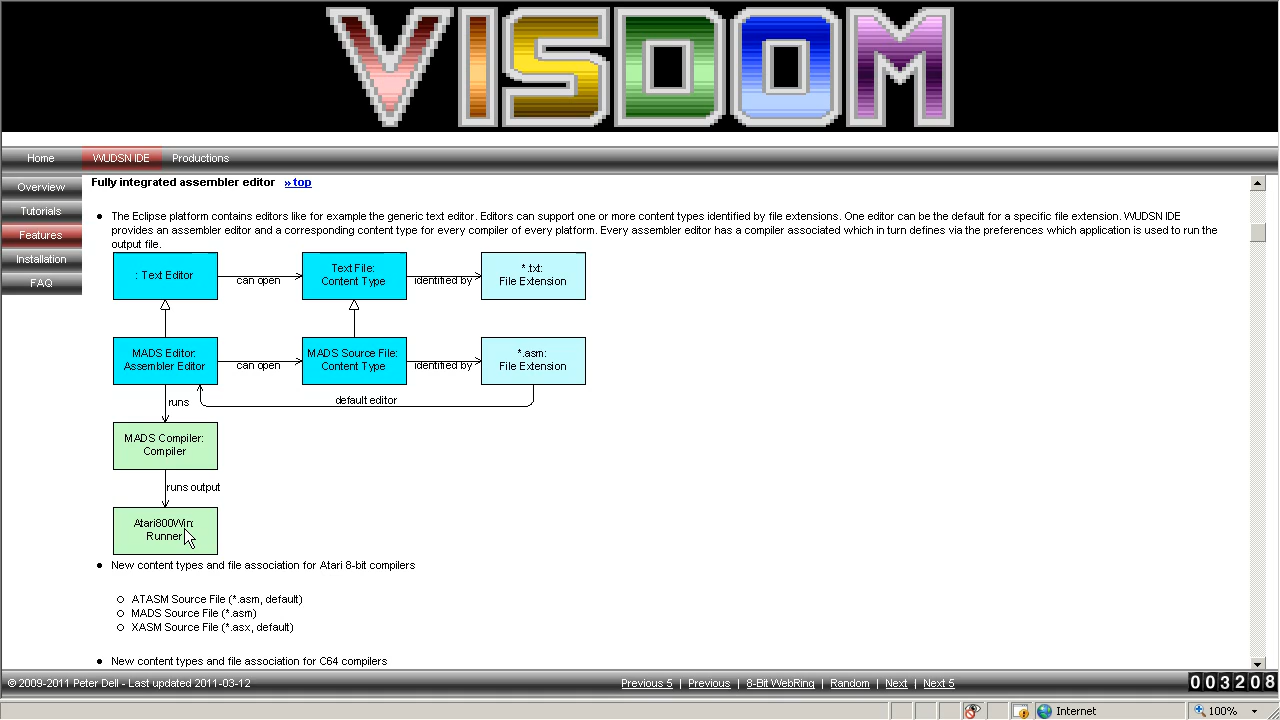 VISDOM
Home WUDSN IDE Productions
Overview
Tutorials
Features
Installation
FAQ
Fully integrated assembler editor » top
The Eclipse platform contains editors like for example the generic text editor. Editors can support one or more content types identified by file extensions. One editor can be the default for a specific file extension. WUDSN IDE
provides an assembler editor and a corresponding content type for every compiler of every platform. Every assembler editor has a compiler associated which in turn defines via the preferences which application is used to run the
output file.
: Text Editor
can open
Text File:
Content Type
identified by
*.txt:
File Extension
MADS Editor:
Assembler Editor
can open
MADS Source File:
Content Type
identified by
*.asm:
File Extension
runs
default editor
MADS Compiler:
Compiler
runs output
Atari800Win:
Runner
New content types and file association for Atari 8-bit compilers
ATASM Source File (*.asm, default)
MADS Source File (*.asm)
XASM Source File (*.asx, default)
New content types and file association for C64 compilers
© 2009-2011 Peter Dell - Last updated 2011-03-12 Previous 5 | Previous | 8-Bit WebRing | Random | Next | Next 5 003208
Internet 100%